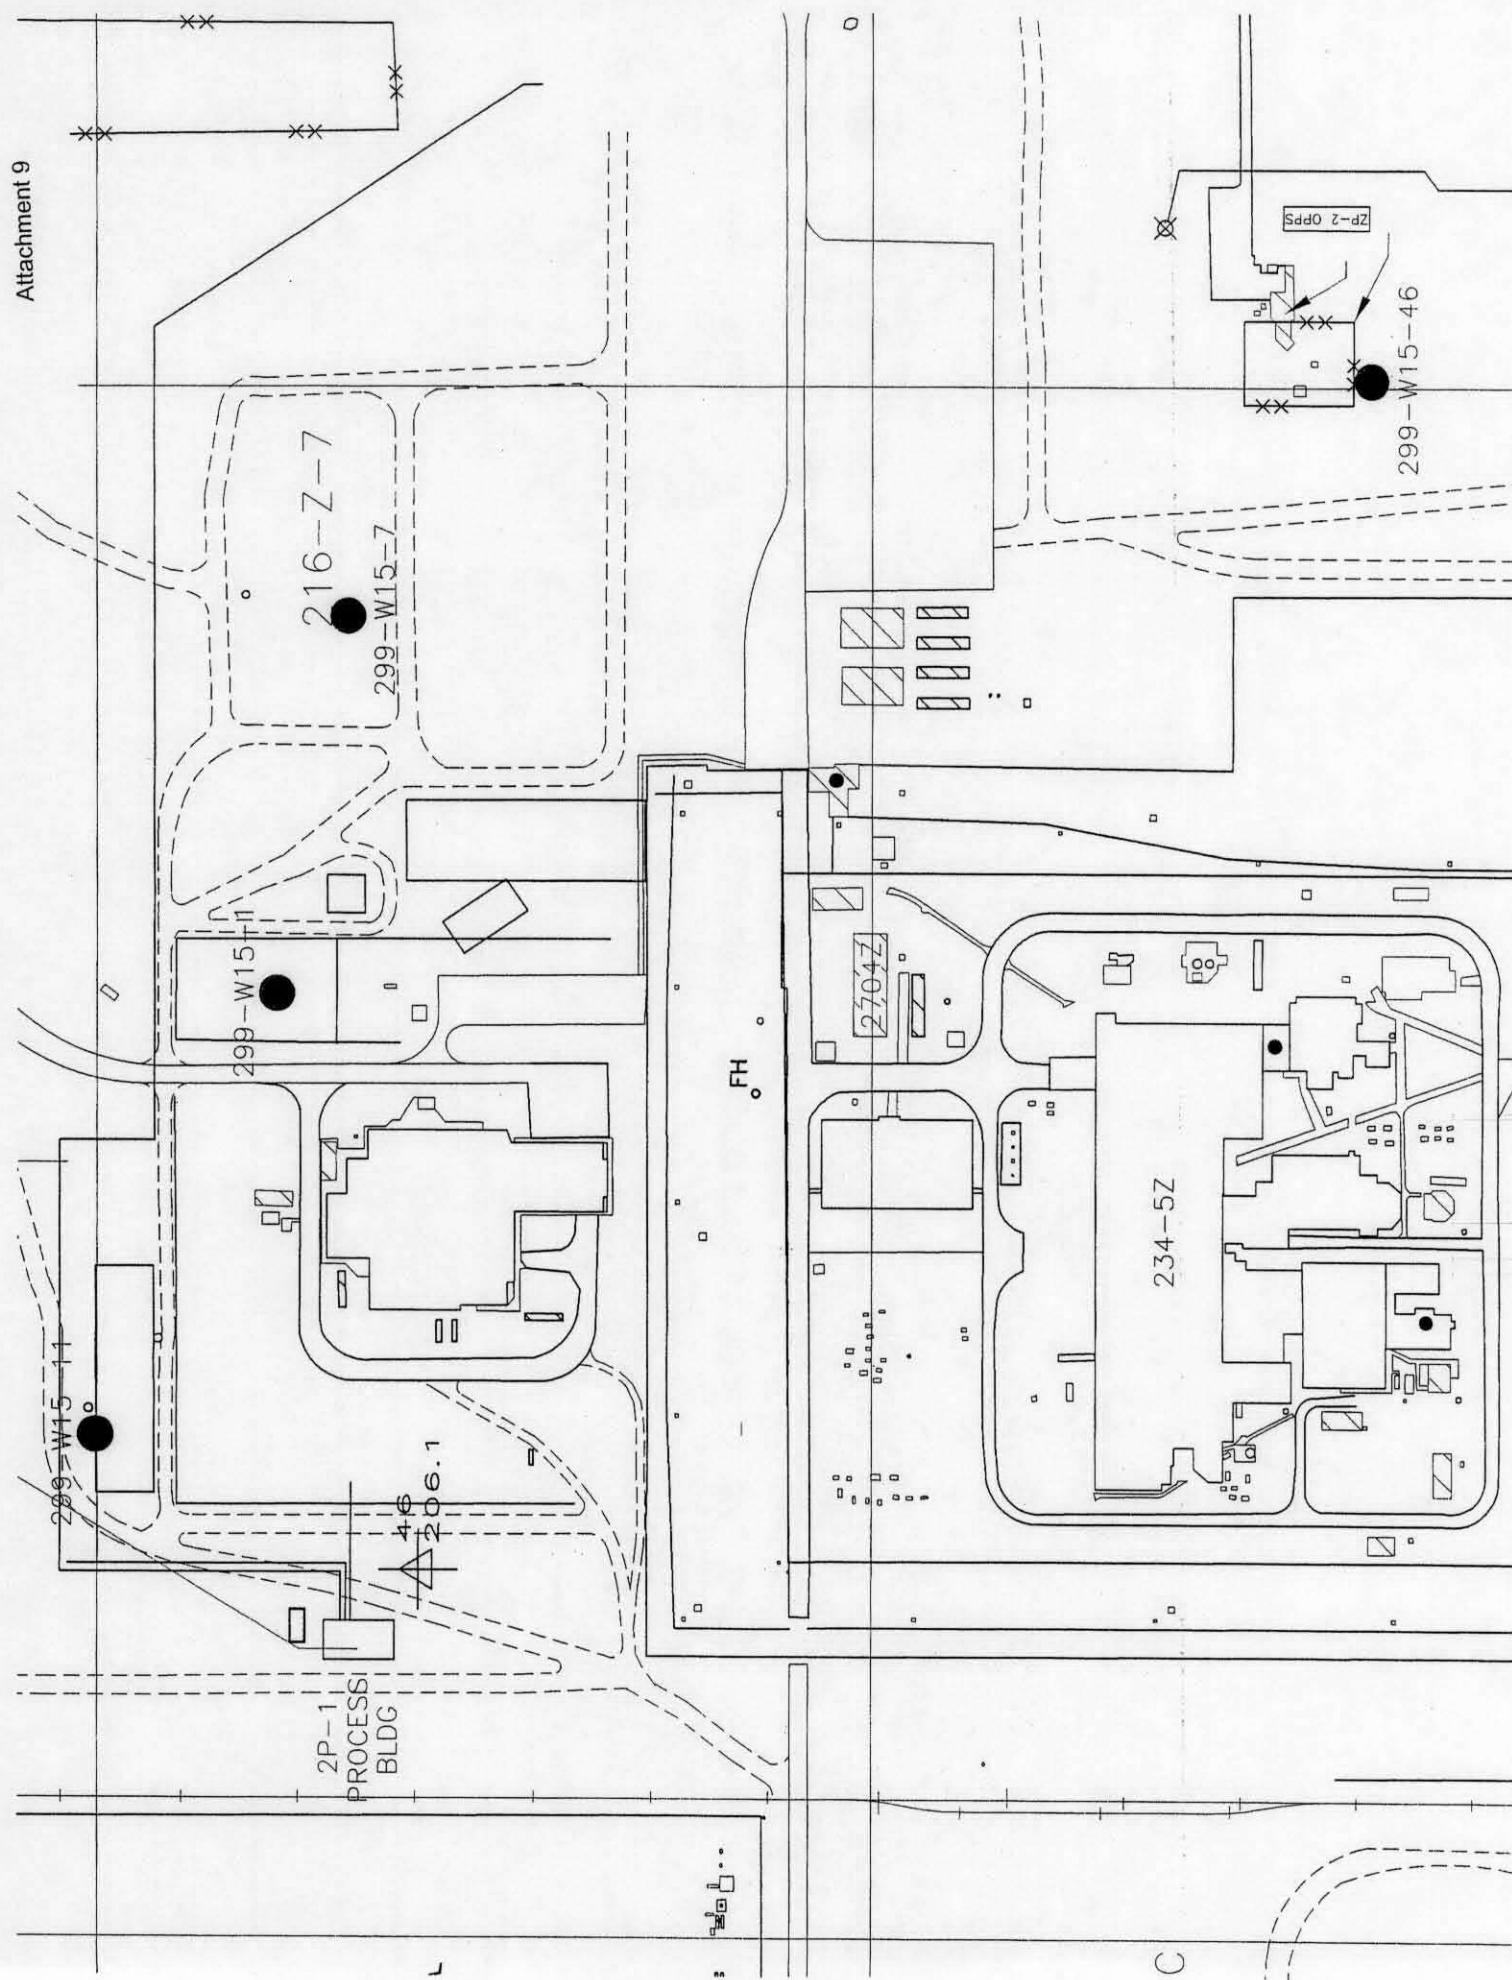 Attachment 9
216-Z-7
299-W15-7
299-W15-11
299-W15-11
299-W15-46
ZP-2 OPPS
2704Z
FH
234-5Z
46
206.1
2P-1
PROCESS
BLDG
L
C